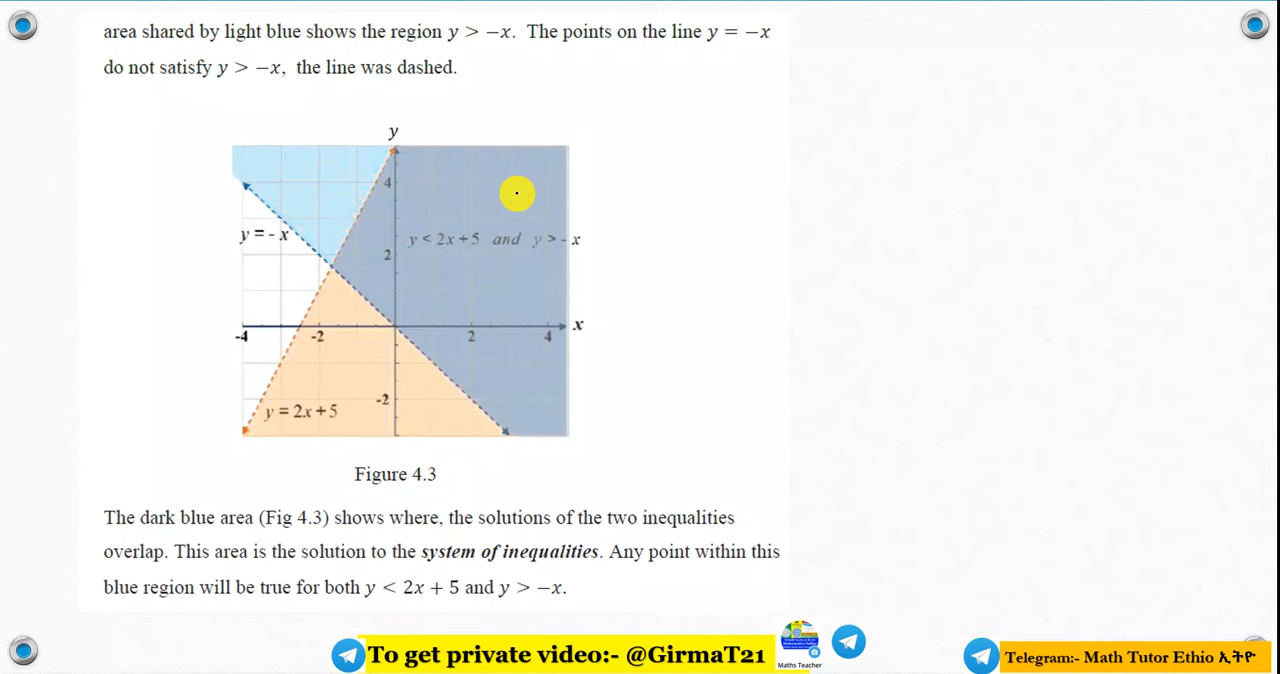 area shared by light blue shows the region y > −x. The points on the line y = −x
do not satisfy y > −x, the line was dashed.
y
4
y = - x
y < 2x + 5 and y > - x
2
x
-4
-2
2
4
-2
y = 2x + 5
Figure 4.3
The dark blue area (Fig 4.3) shows where, the solutions of the two inequalities
overlap. This area is the solution to the system of inequalities. Any point within this
blue region will be true for both y < 2x + 5 and y > −x.
To get private video:- @GirmaT21
Maths Teacher
Telegram:- Math Tutor Ethio ኢትዮ